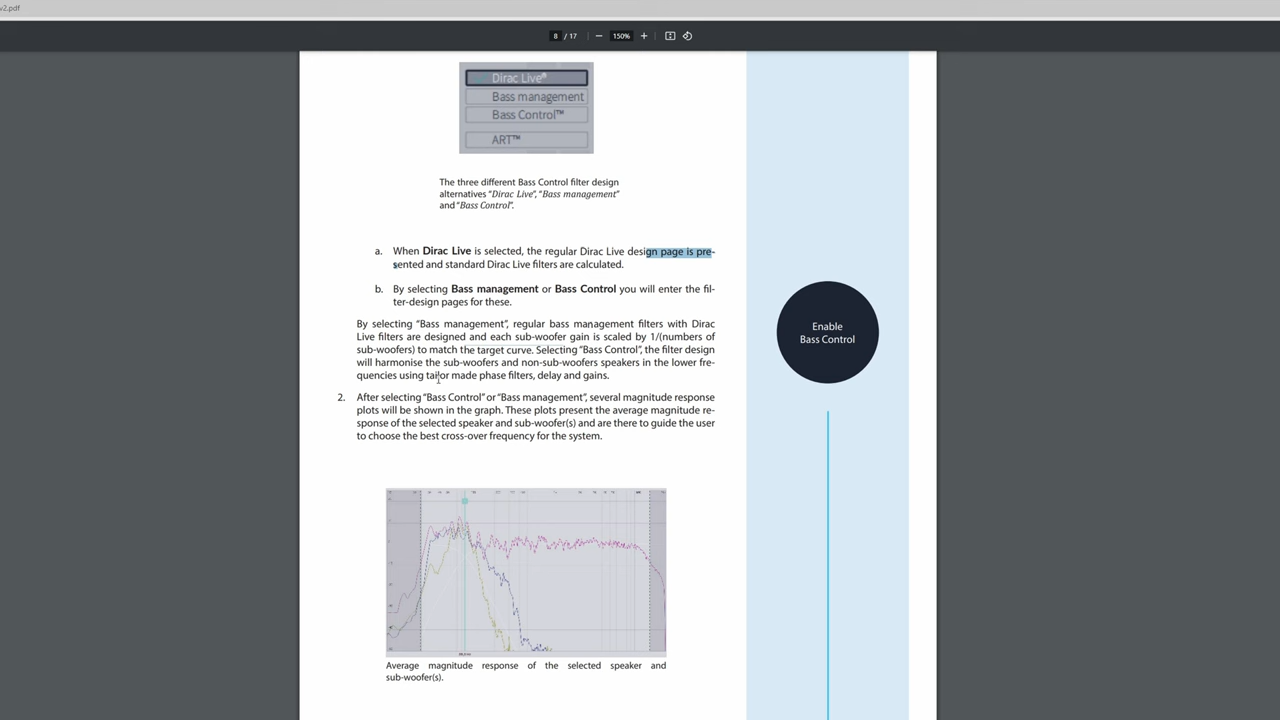 v2.pdf
8 / 17
150%
Dirac Live®
Bass management
Bass Control™
ART™
The three different Bass Control filter design
alternatives “Dirac Live”, “Bass management”
and “Bass Control”.
a. When Dirac Live is selected, the regular Dirac Live design page is pre-
sented and standard Dirac Live filters are calculated.
b. By selecting Bass management or Bass Control you will enter the fil-
ter-design pages for these.
By selecting “Bass management”, regular bass management filters with Dirac
Live filters are designed and each sub-woofer gain is scaled by 1/(numbers of
sub-woofers) to match the target curve. Selecting “Bass Control”, the filter design
will harmonise the sub-woofers and non-sub-woofers speakers in the lower fre-
quencies using tailor made phase filters, delay and gains.
2. After selecting “Bass Control” or “Bass management”, several magnitude response
plots will be shown in the graph. These plots present the average magnitude re-
sponse of the selected speaker and sub-woofer(s) and are there to guide the user
to choose the best cross-over frequency for the system.
Average magnitude response of the selected speaker and
sub-woofer(s).
Enable
Bass Control